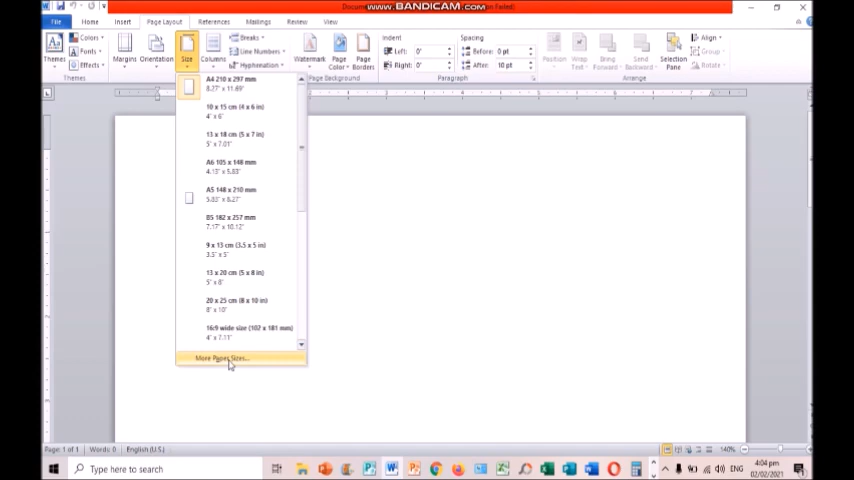 www.BANDICAM.com
Failed)
File Home Insert Page Layout References Mailings Review View
Themes
Colors
Fonts
Effects
Themes
Margins
Orientation
Size
Columns
Breaks
Line Numbers
Hyphenation
Watermark
Page Color
Page Borders
Page Background
Indent
Left: 0"
Right: 0"
Spacing
Before: 0 pt
After: 10 pt
Paragraph
Position
Wrap Text
Bring Forward
Send Backward
Selection Pane
Align
Group
Arrange
A4 210 x 297 mm
8.27" x 11.69"
10 x 15 cm (4 x 6 in)
4" x 6"
13 x 18 cm (5 x 7 in)
5" x 7.01"
A6 105 x 148 mm
4.13" x 5.83"
A5 148 x 210 mm
5.83" x 8.27"
B5 182 x 257 mm
7.17" x 10.12"
9 x 13 cm (3.5 x 5 in)
3.5" x 5"
13 x 20 cm (5 x 8 in)
5" x 8"
20 x 25 cm (8 x 10 in)
8" x 10"
16:9 wide size (102 x 181 mm)
4" x 7.11"
More Paper Sizes...
Page: 1 of 1 Words: 0 English (U.S.) 140%
Type here to search
ENG
4:04 pm
02/02/2021